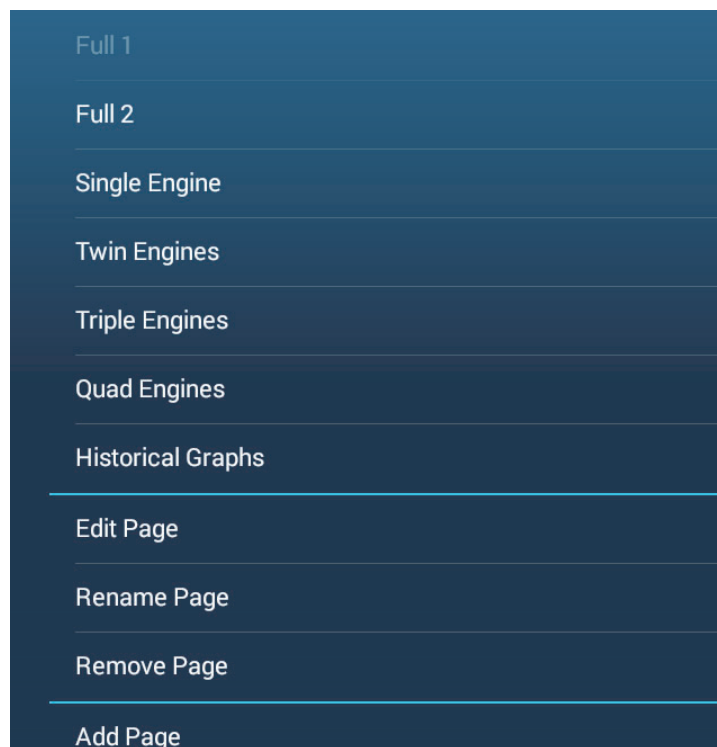 Full 1
Full 2
Single Engine
Twin Engines
Triple Engines
Quad Engines
Historical Graphs
Edit Page
Rename Page
Remove Page
Add Page